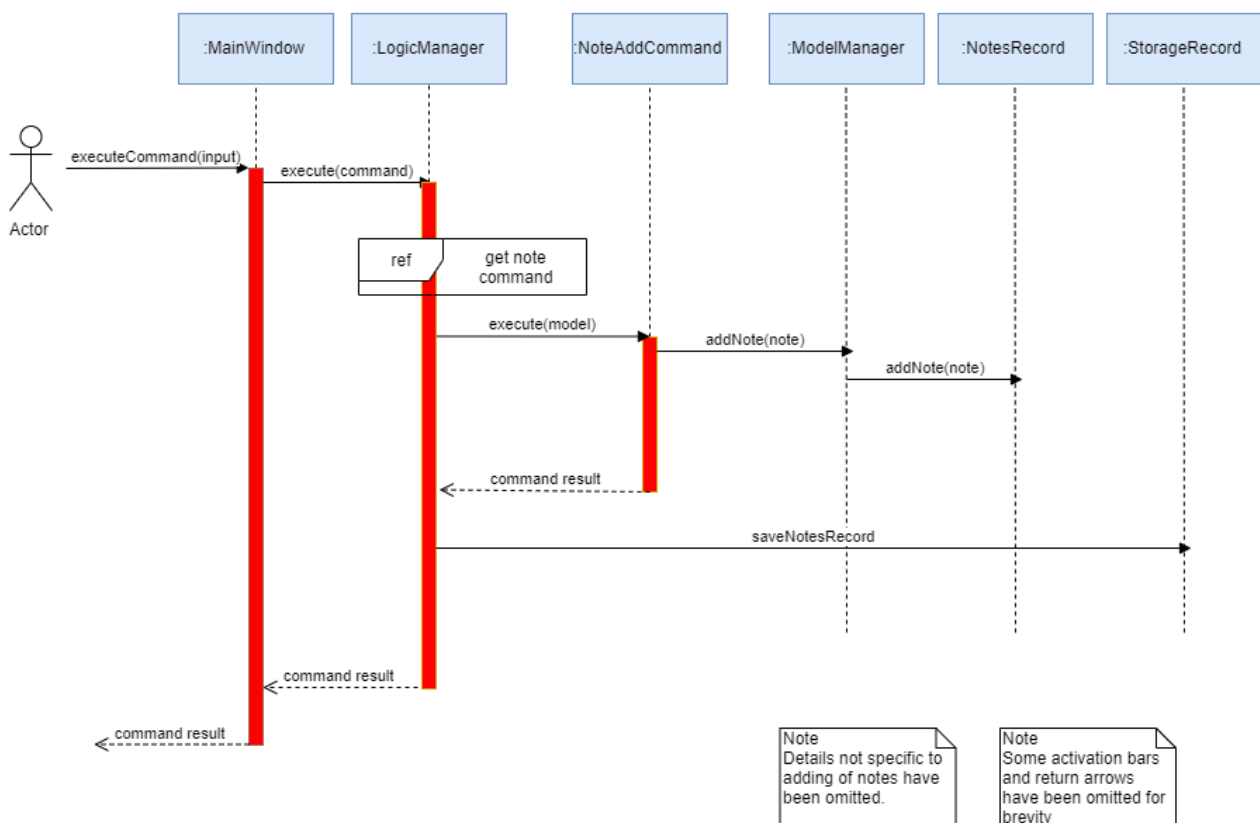 :MainWindow
:LogicManager
:NoteAddCommand
:ModelManager
:NotesRecord
:StorageRecord
executeCommand(input)
execute(command)
Actor
ref
get note
command
execute(model)
addNote(note)
addNote(note)
command result
saveNotesRecord
command result
command result
Note
Details not specific to
adding of notes have
been omitted.
Note
Some activation bars
and return arrows
have been omitted for
brevity